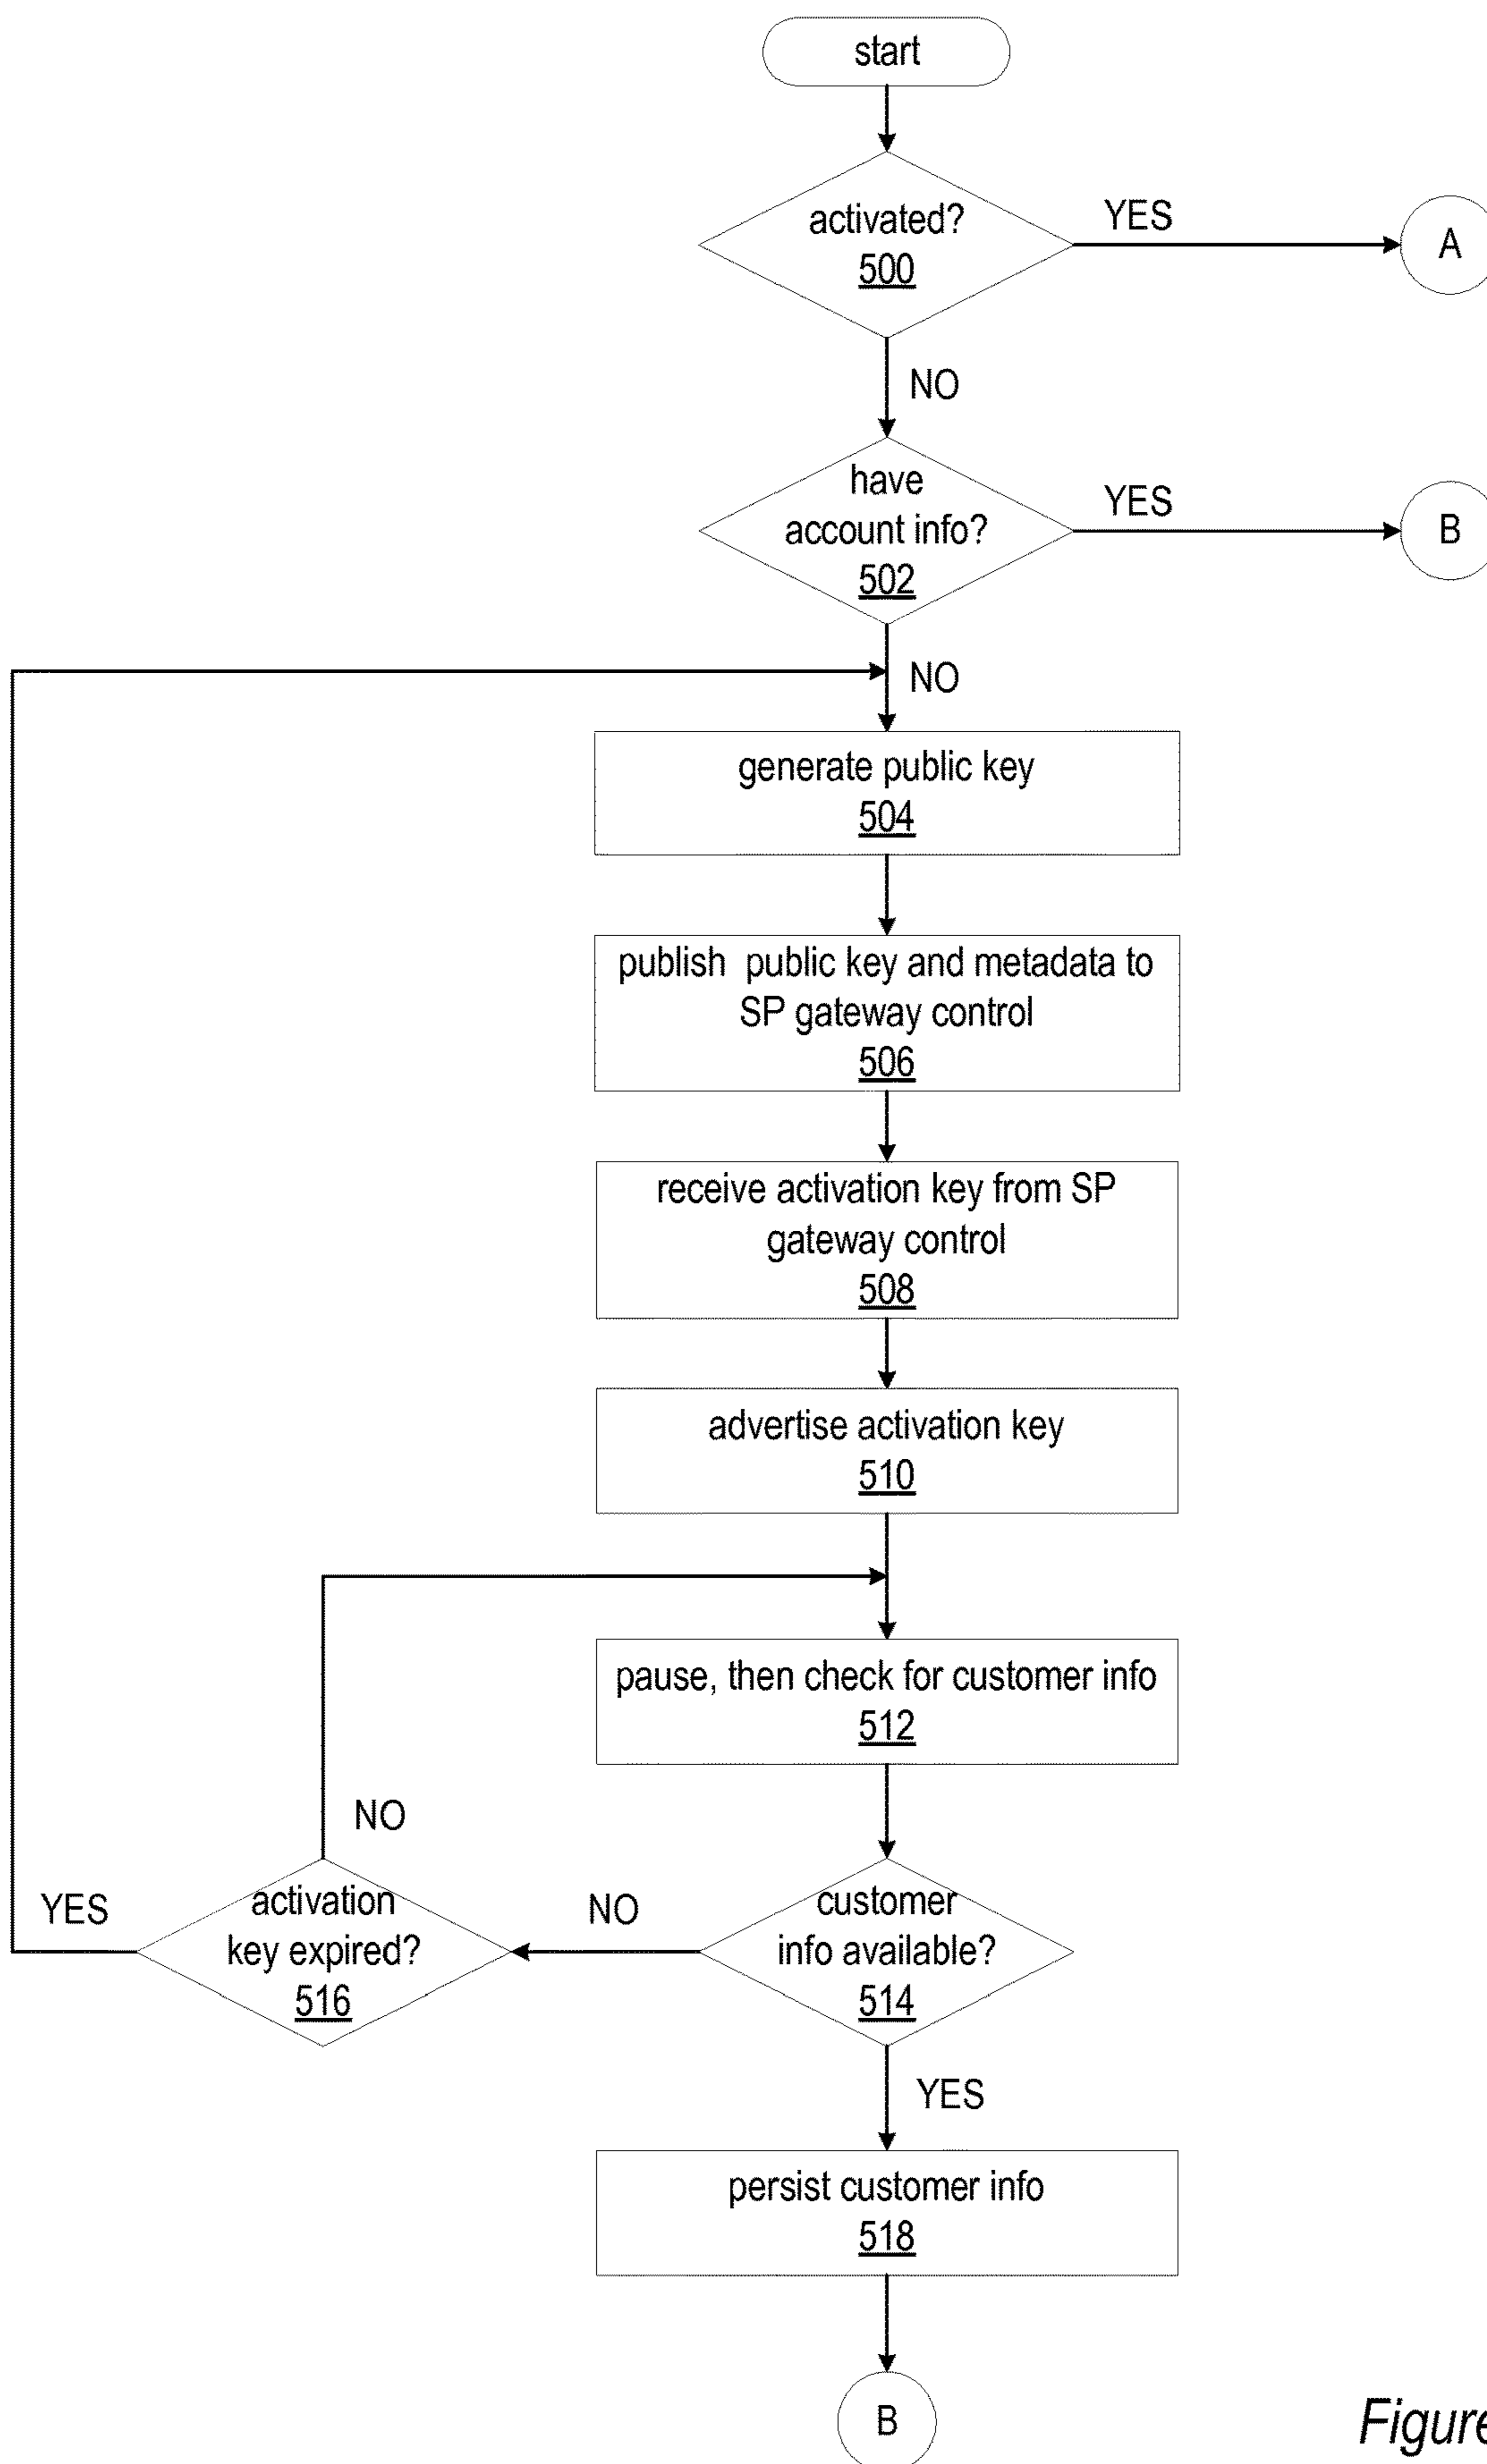 start
activated?
500
YES
A
NO
have
account info?
502
YES
B
NO
generate public key
504
publish public key and metadata to
SP gateway control
506
receive activation key from SP
gateway control
508
advertise activation key
510
pause, then check for customer info
512
NO
activation
key expired?
516
YES
NO
customer
info available?
514
YES
persist customer info
518
B
Figure